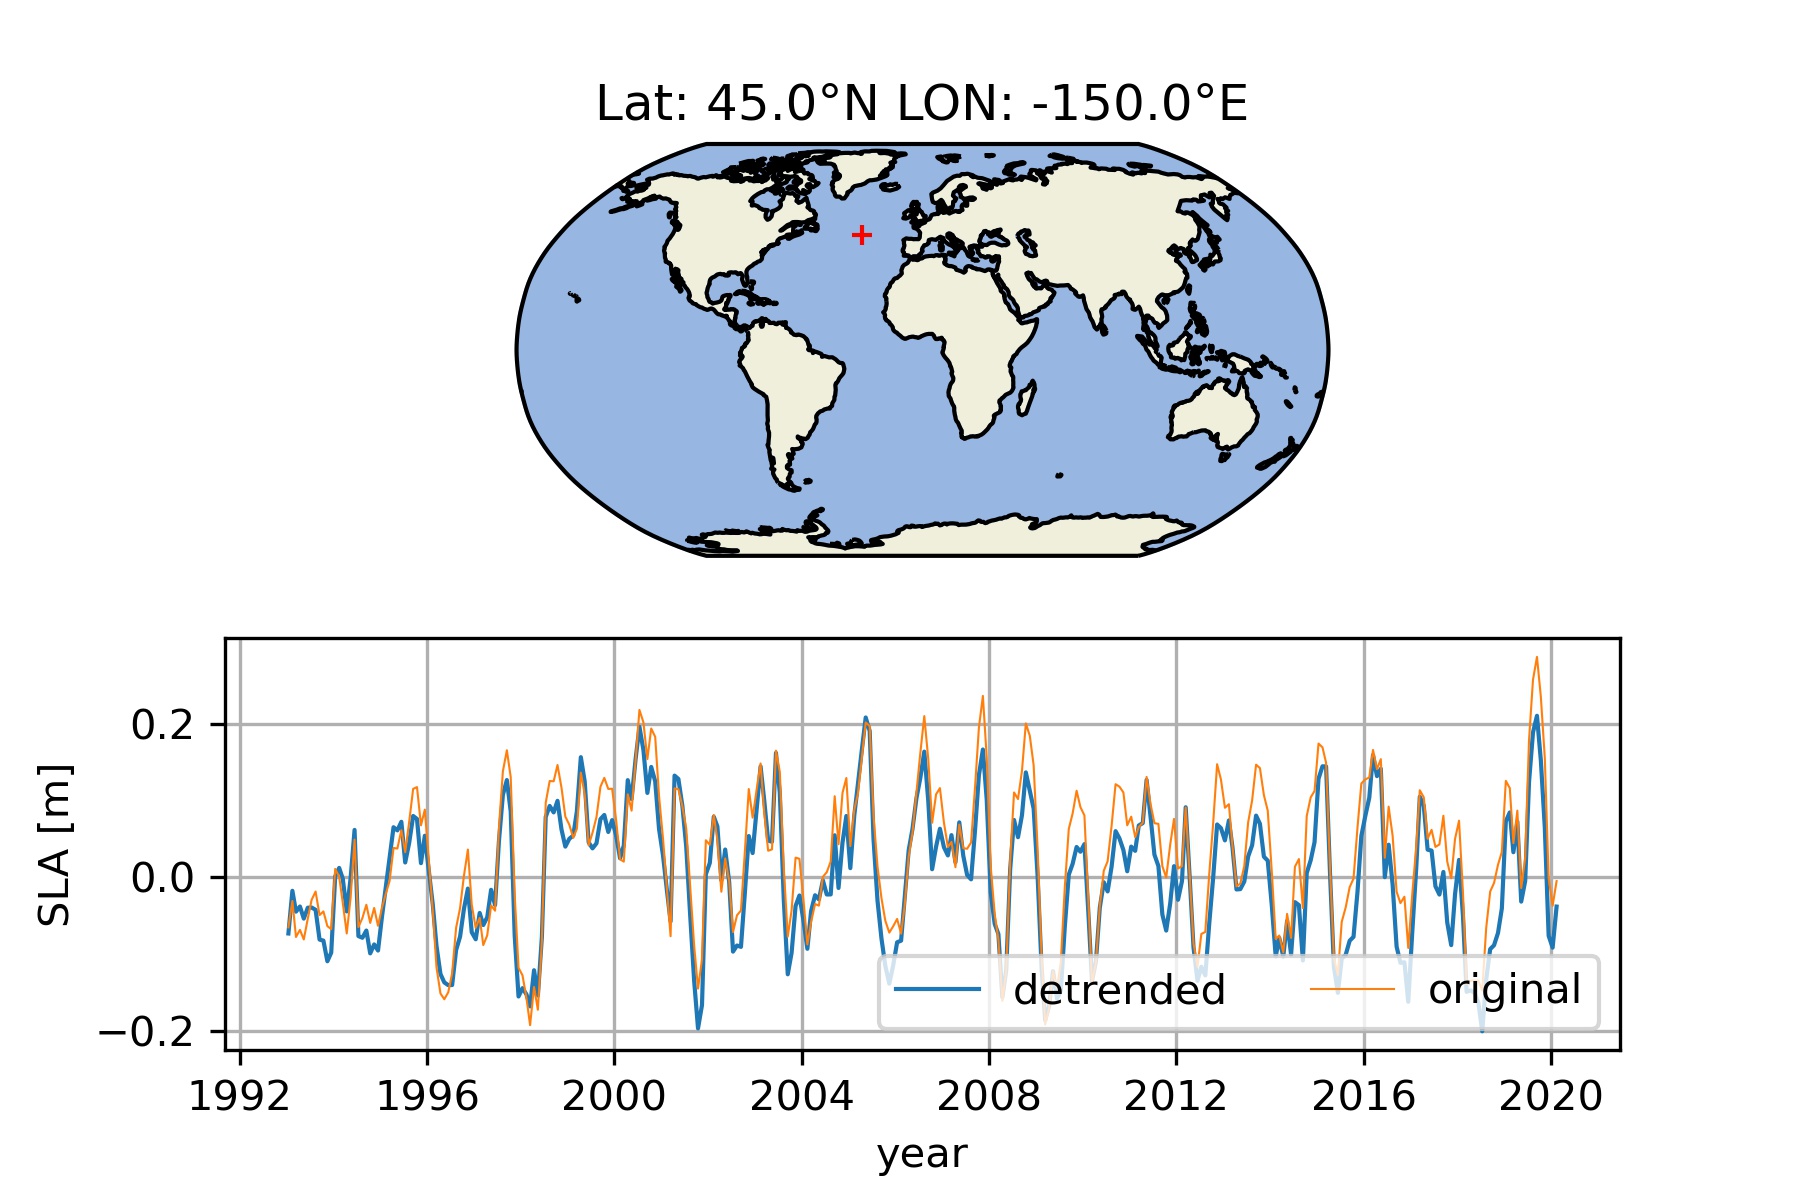 Lat: 45.0°N LON: -150.0°E
SLA [m]
0.2
0.0
−0.2
detrended original
1992 1996 2000 2004 2008 2012 2016 2020
year